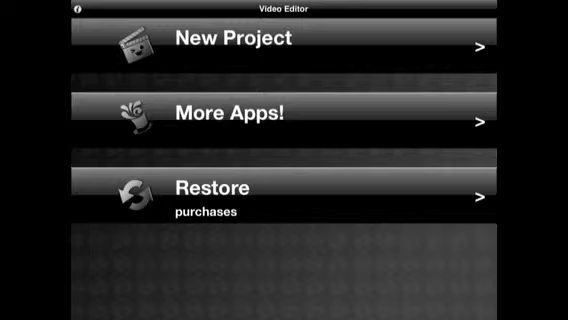 Video Editor
New Project
>
More Apps!
>
Restore
purchases
>